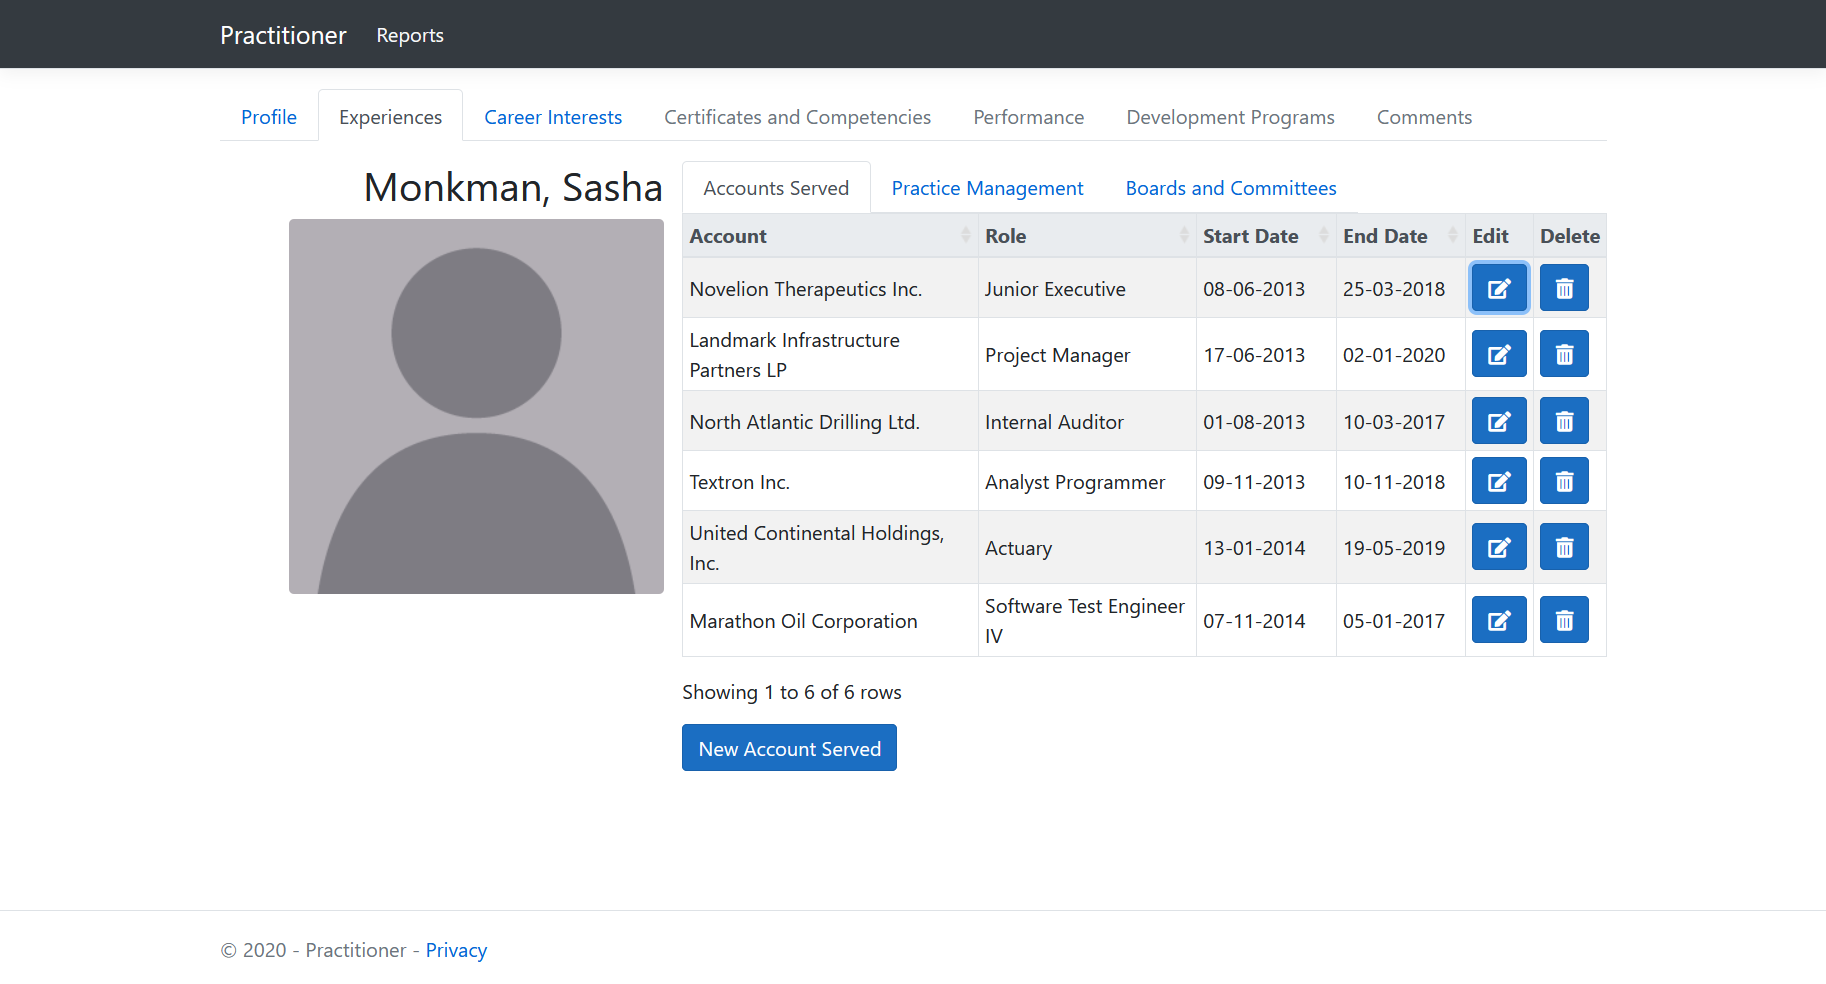 Practitioner Reports
Profile Experiences Career Interests Certificates and Competencies Performance Development Programs Comments
Monkman, Sasha
Accounts Served Practice Management Boards and Committees
Account Role Start Date End Date Edit Delete
Novelion Therapeutics Inc. Junior Executive 08-06-2013 25-03-2018
Landmark Infrastructure
Partners LP Project Manager 17-06-2013 02-01-2020
North Atlantic Drilling Ltd. Internal Auditor 01-08-2013 10-03-2017
Textron Inc. Analyst Programmer 09-11-2013 10-11-2018
United Continental Holdings,
Inc. Actuary 13-01-2014 19-05-2019
Marathon Oil Corporation Software Test Engineer
IV 07-11-2014 05-01-2017
Showing 1 to 6 of 6 rows
New Account Served
© 2020 - Practitioner - Privacy